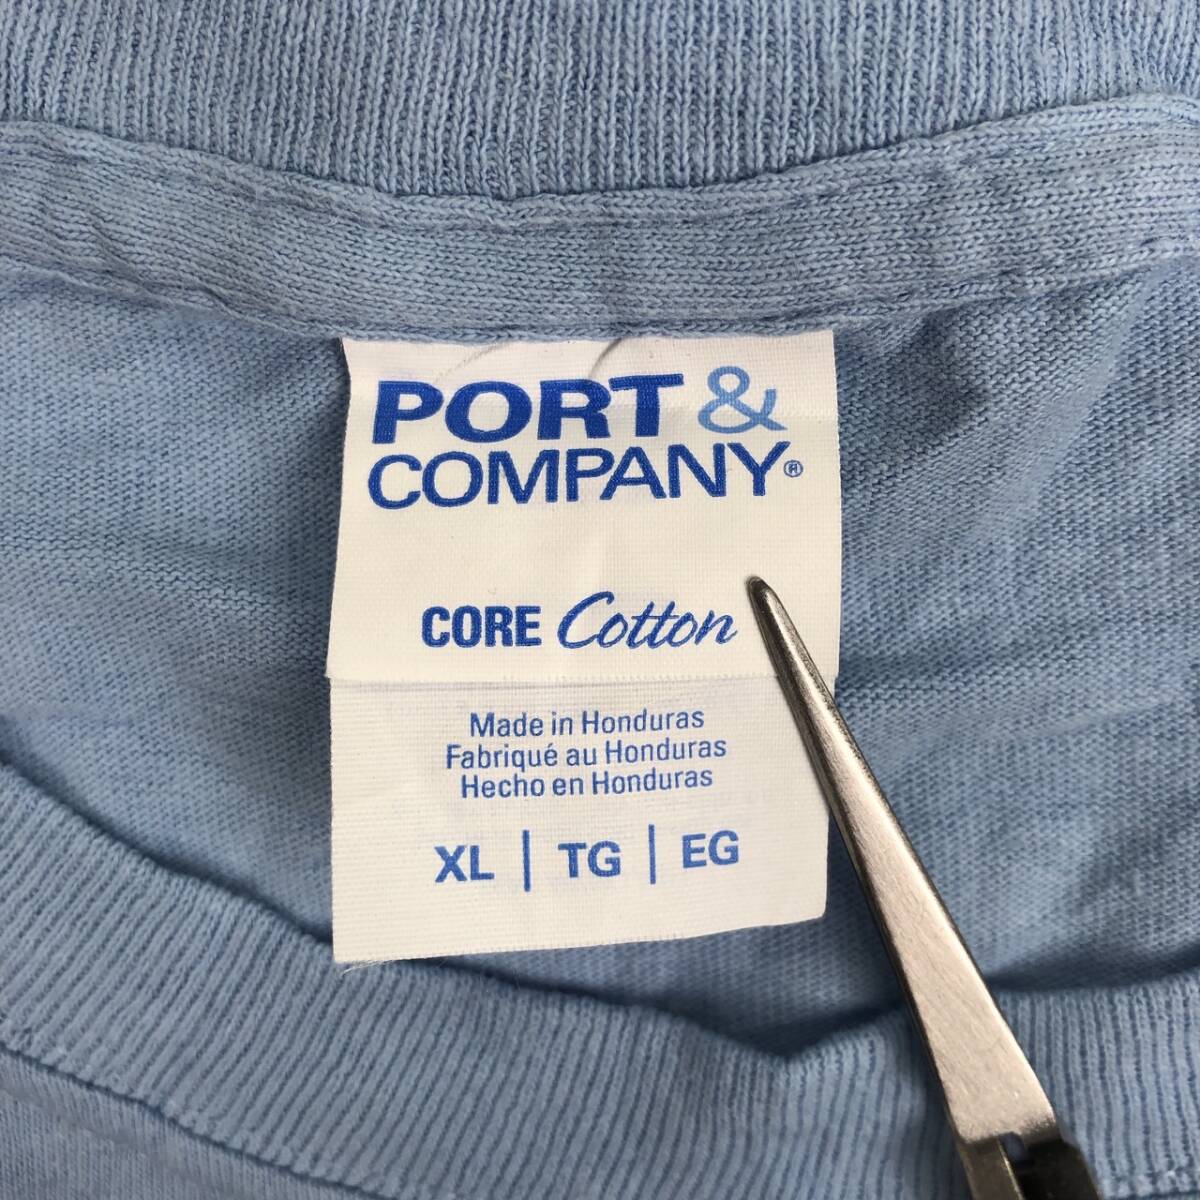 PORT &
COMPANY®
CORE Cotton
Made in Honduras
Fabriqué au Honduras
Hecho en Honduras
XL | TG | EG